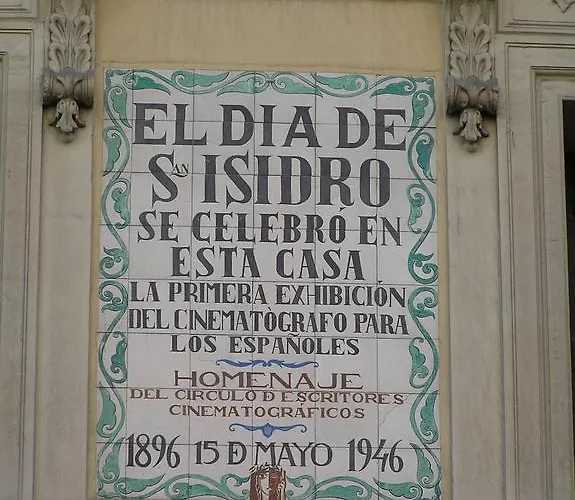 EL DIA DE
SAN ISIDRO
SE CELEBRÓ EN
ESTA CASA
LA PRIMERA EXHIBICIÓN
DEL CINEMATÒGRAFO PARA
LOS ESPAÑOLES
HOMENAJE
DEL CIRCULO D ESCRITORES
CINEMATOGRÁFICOS
1896 15 D MAYO 1946